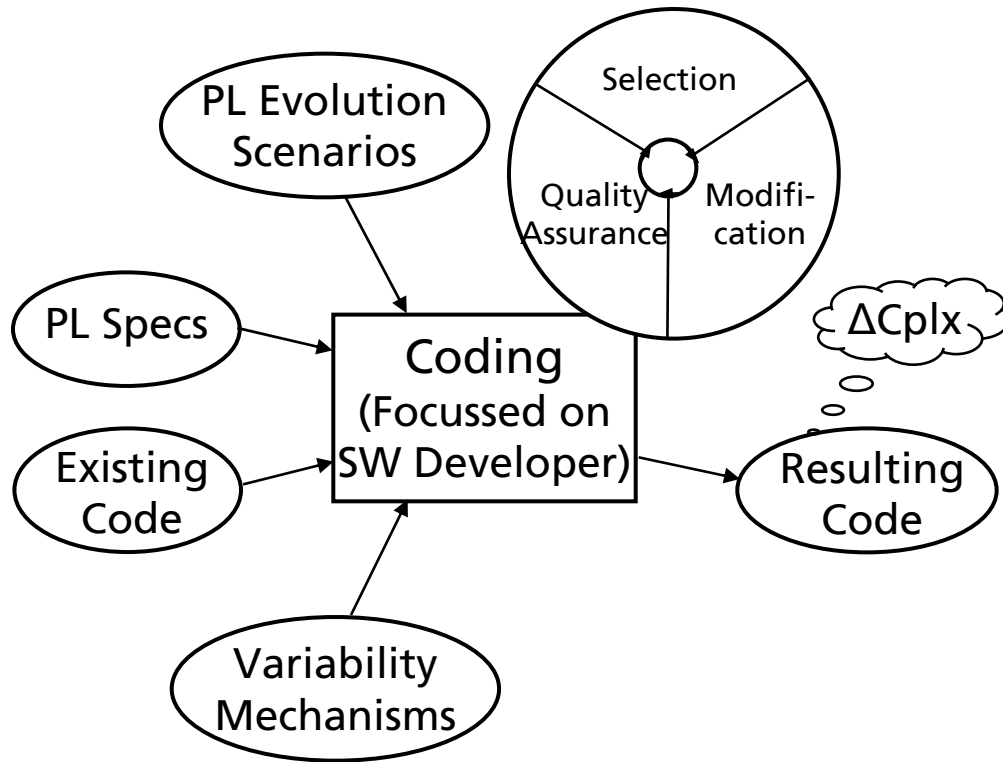 PL Evolution
Scenarios
Selection
Quality
Assurance
Modifi-
cation
PL Specs
ΔCplx
Coding
(Focussed on
SW Developer)
Existing
Code
Resulting
Code
Variability
Mechanisms